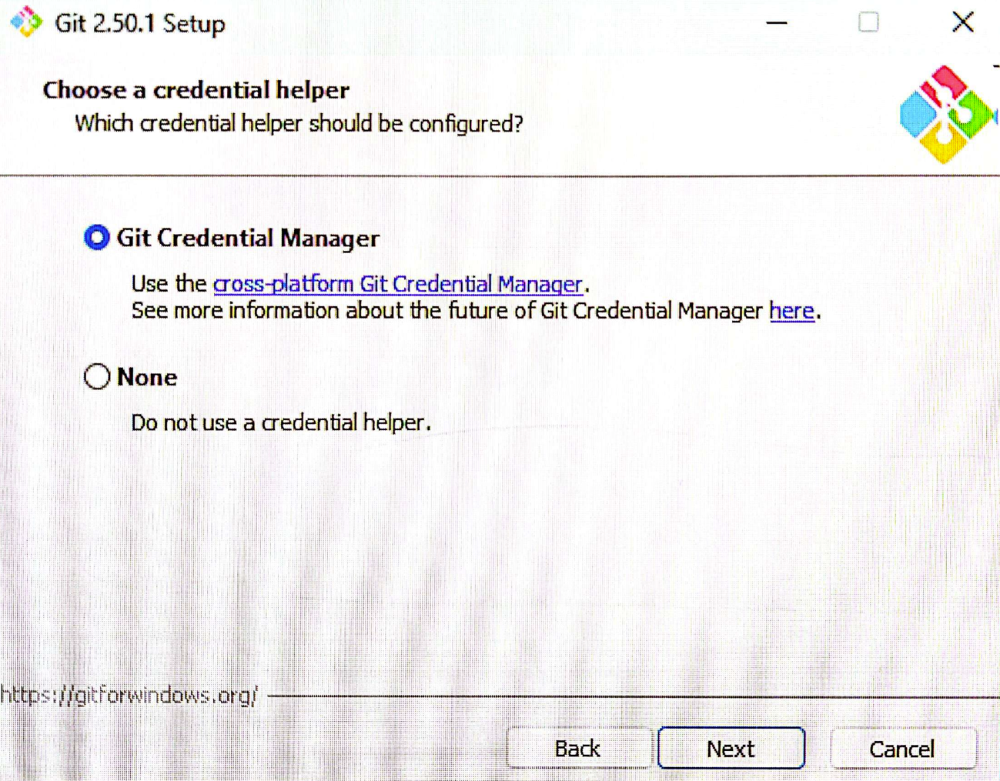 Git 2.50.1 Setup
Choose a credential helper
Which credential helper should be configured?
Git Credential Manager
Use the cross-platform Git Credential Manager.
See more information about the future of Git Credential Manager here.
None
Do not use a credential helper.
https://gitforwindows.org/
Back
Next
Cancel